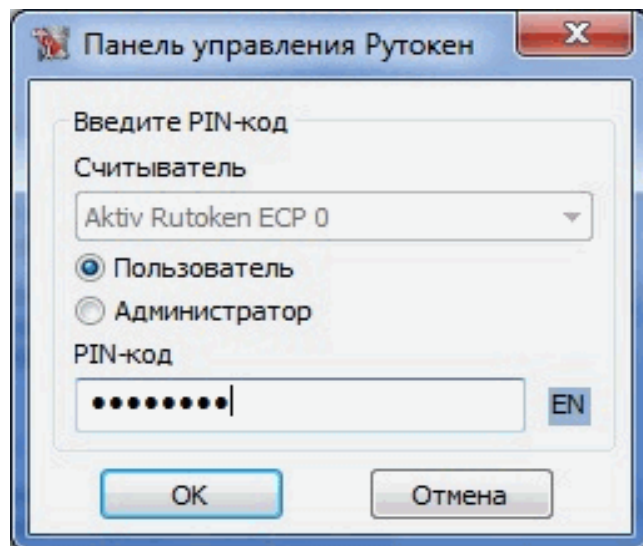 Панель управления Рутокен
Введите PIN-код
Считыватель
Aktiv Rutoken ECP 0
Пользователь
Администратор
PIN-код
●●●●●●●●
EN
OK
Отмена